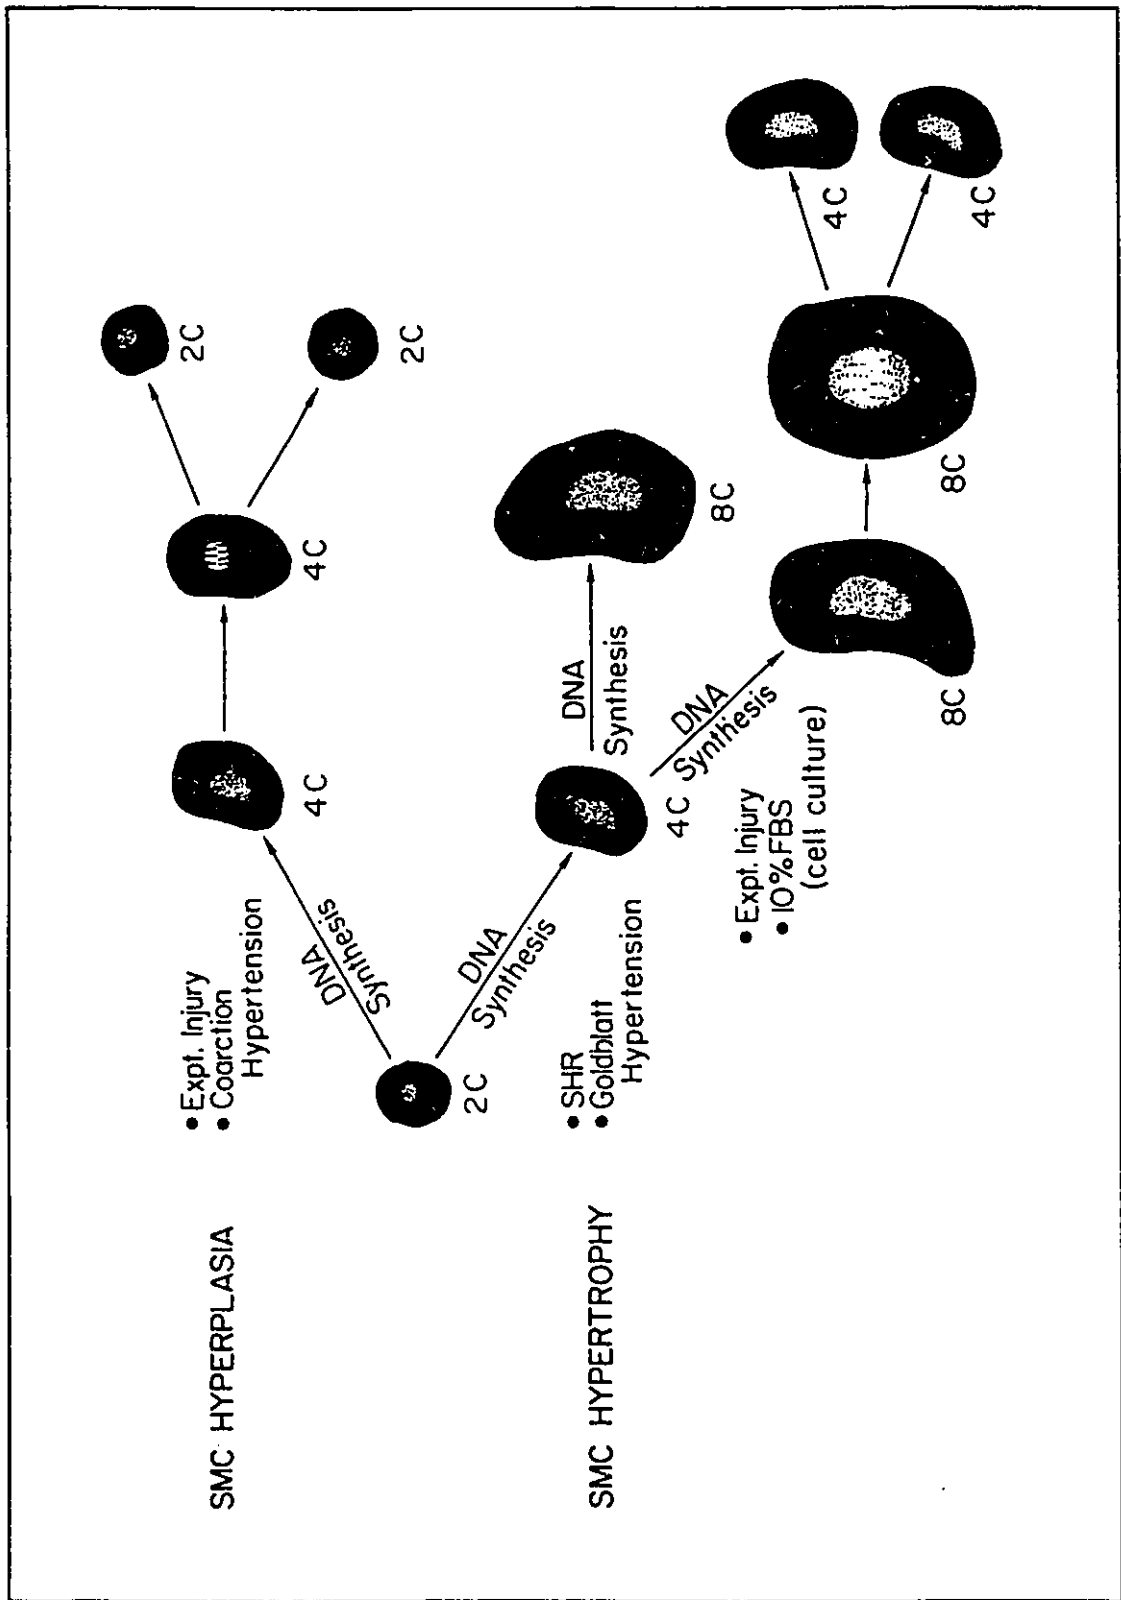 SMC HYPERPLASIA
• Expt. Injury
• Coarction
Hypertension
DNA
Synthesis
4C
4C
2C
2C
2C
DNA
Synthesis
SMC HYPERTROPHY
• SHR
• Goldblatt
Hypertension
4C
DNA
Synthesis
8C
DNA
Synthesis
• Expt. Injury
• 10% FBS
(cell culture)
8C
8C
4C
4C